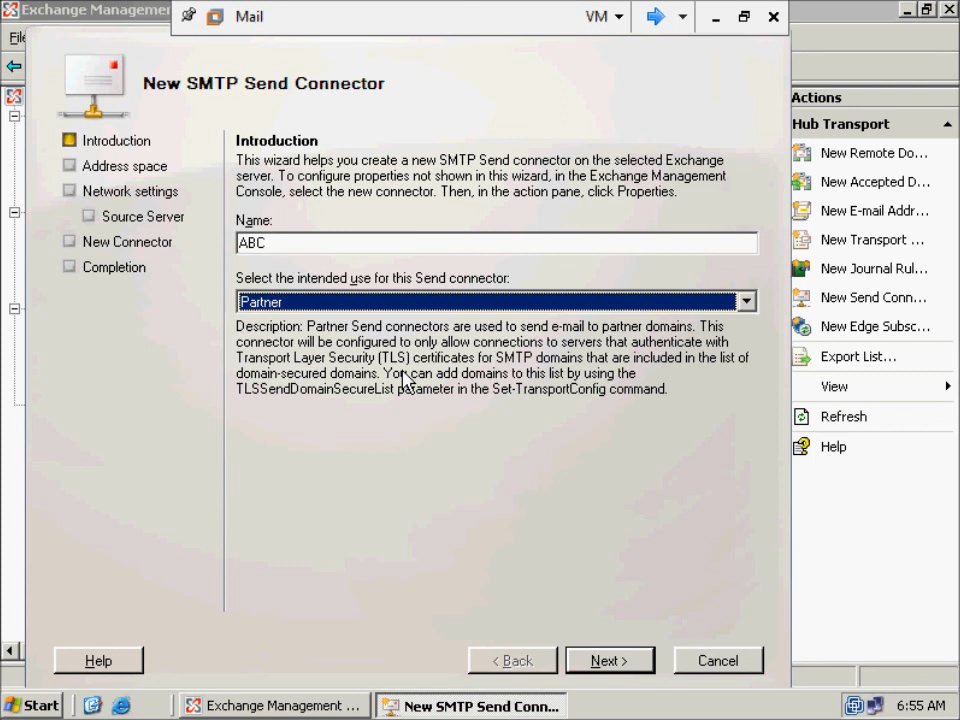 Exchange Managemer
Mail
VM
File
New SMTP Send Connector
Introduction
Address space
Network settings
Source Server
New Connector
Completion
Introduction
This wizard helps you create a new SMTP Send connector on the selected Exchange
server. To configure properties not shown in this wizard, in the Exchange Management
Console, select the new connector. Then, in the action pane, click Properties.
Name:
ABC
Select the intended use for this Send connector:
Partner
Description: Partner Send connectors are used to send e-mail to partner domains. This
connector will be configured to only allow connections to servers that authenticate with
Transport Layer Security (TLS) certificates for SMTP domains that are included in the list of
domain-secured domains. You can add domains to this list by using the
TLSSendDomainSecureList parameter in the Set-TransportConfig command.
Help
< Back
Next >
Cancel
Actions
Hub Transport
New Remote Do...
New Accepted D...
New E-mail Addr...
New Transport ...
New Journal Rul...
New Send Conn...
New Edge Subsc...
Export List...
View
Refresh
Help
Start
Exchange Management ...
New SMTP Send Conn...
6:55 AM